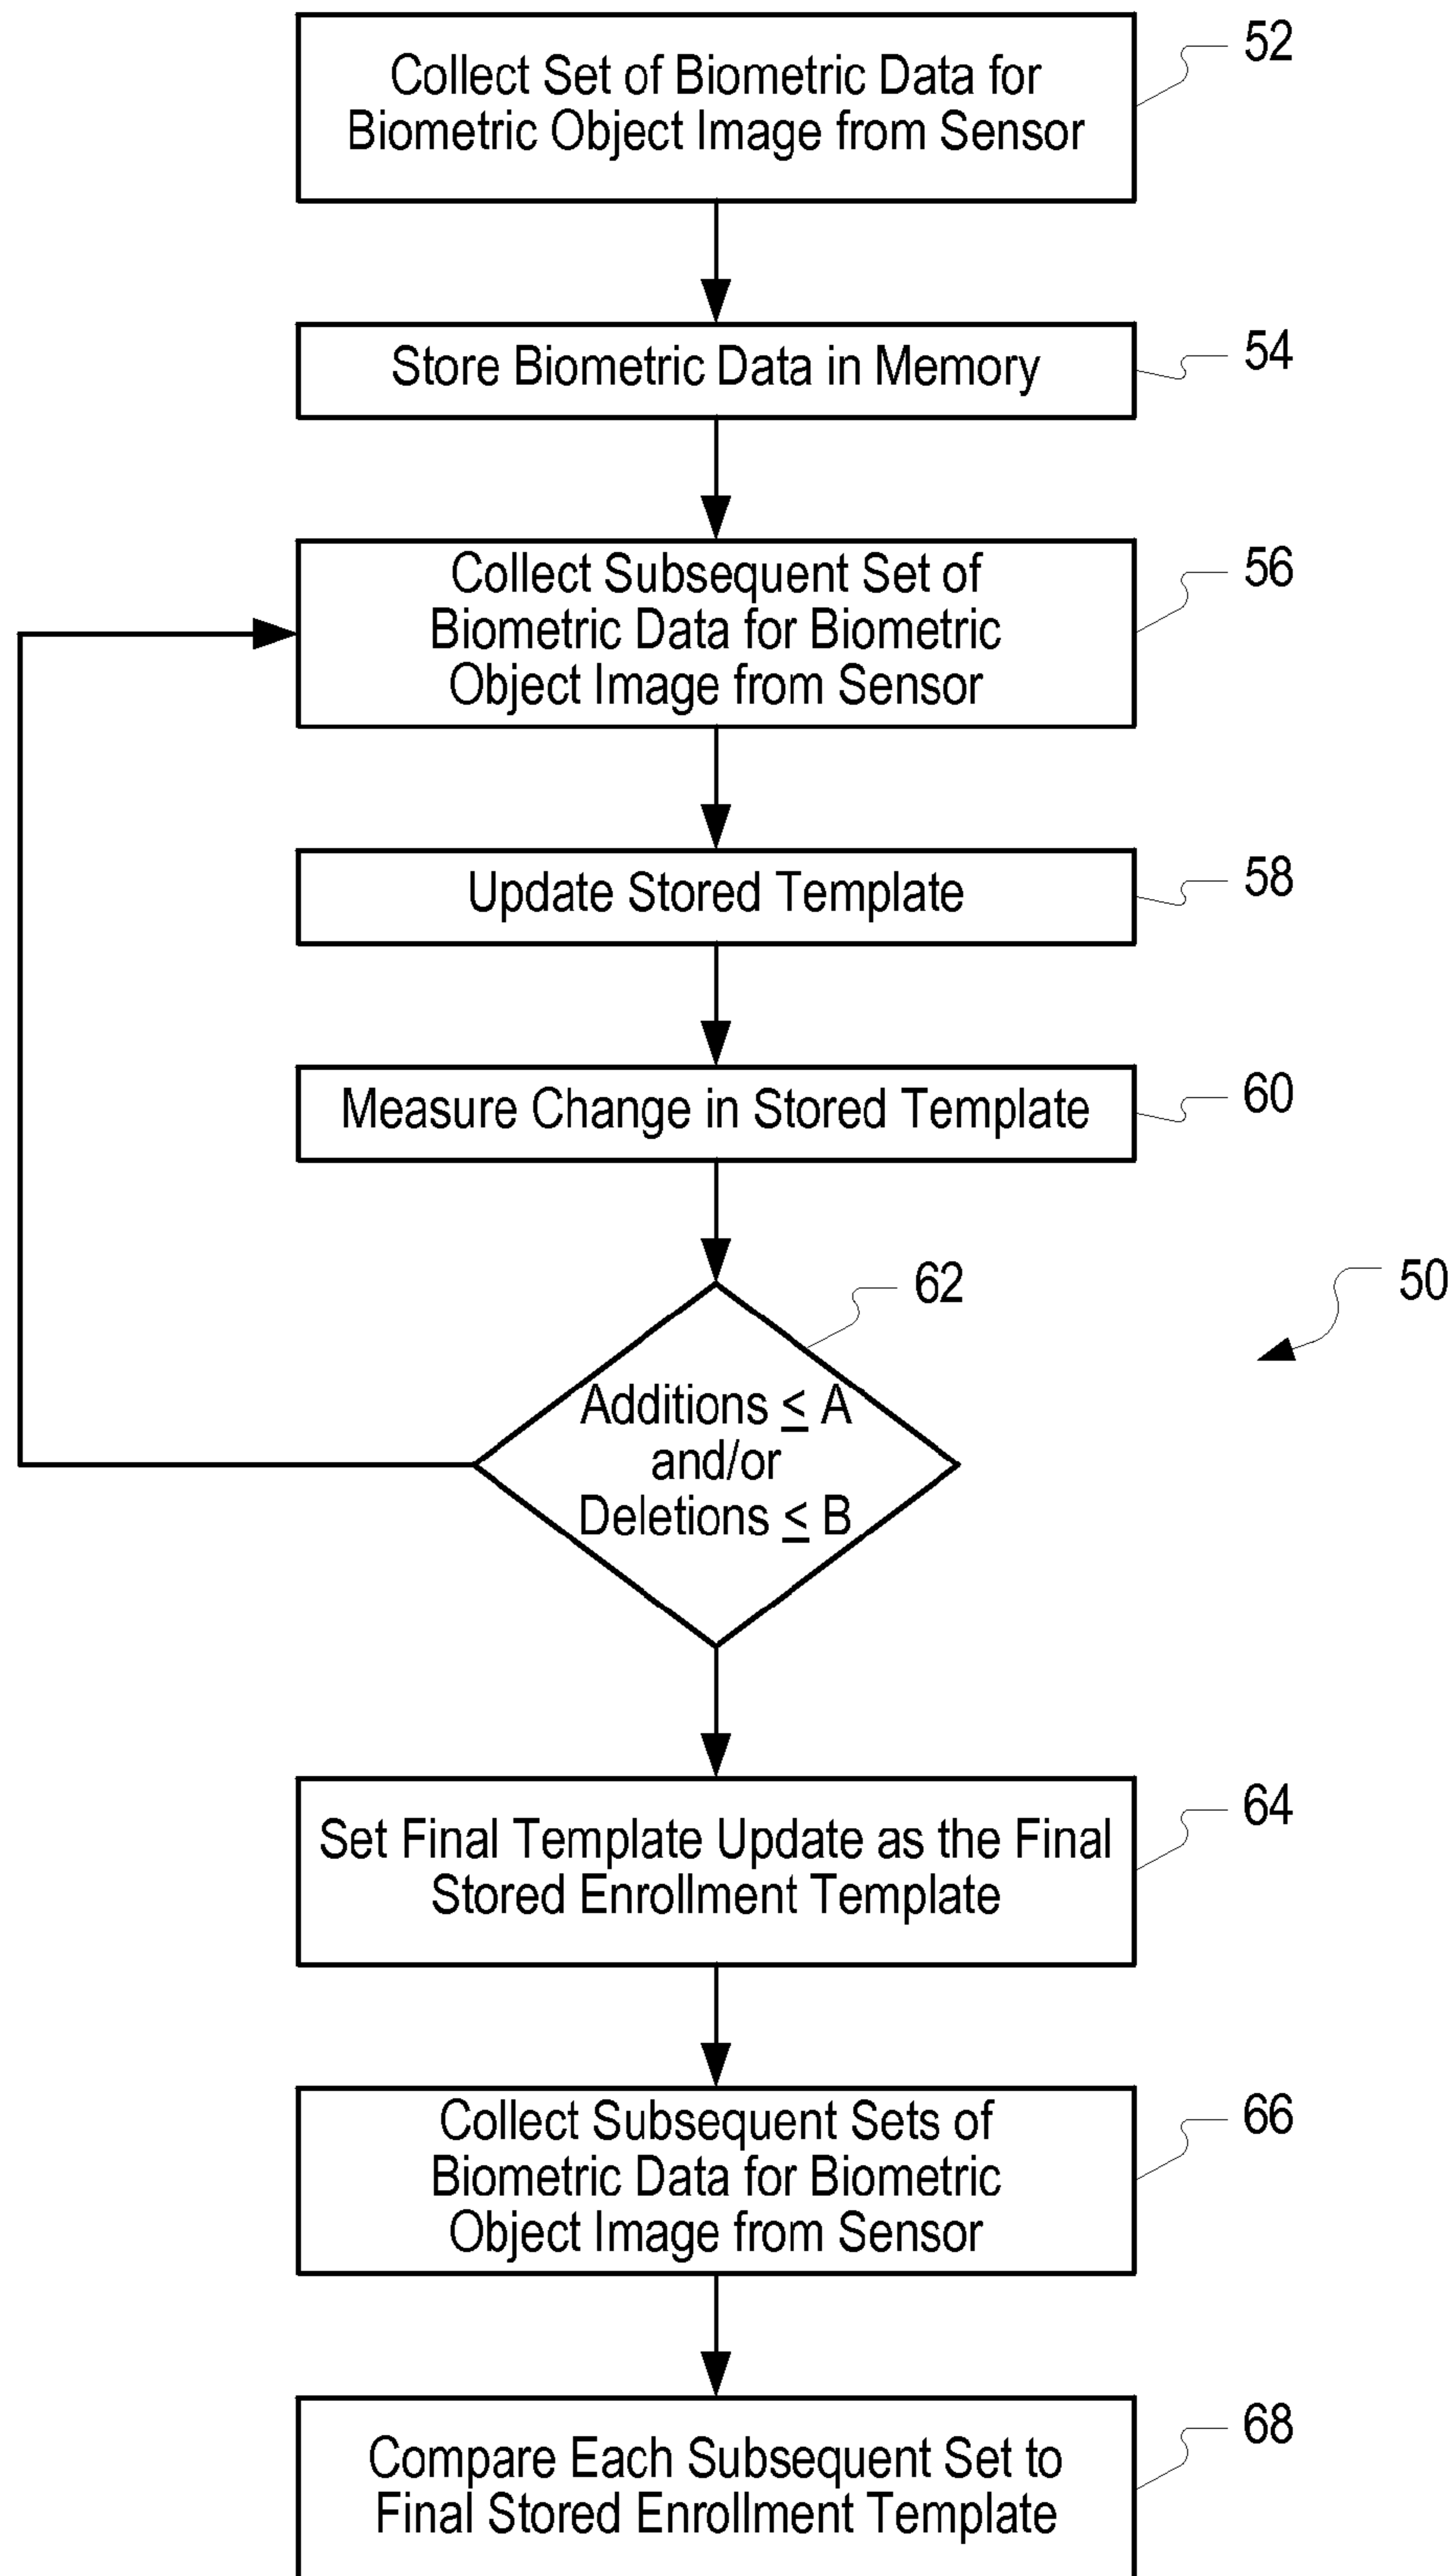 Collect Set of Biometric Data for
Biometric Object Image from Sensor
52
Store Biometric Data in Memory
54
Collect Subsequent Set of
Biometric Data for Biometric
Object Image from Sensor
56
Update Stored Template
58
Measure Change in Stored Template
60
62
50
Additions ≤ A
and/or
Deletions ≤ B
Set Final Template Update as the Final
Stored Enrollment Template
64
Collect Subsequent Sets of
Biometric Data for Biometric
Object Image from Sensor
66
Compare Each Subsequent Set to
Final Stored Enrollment Template
68